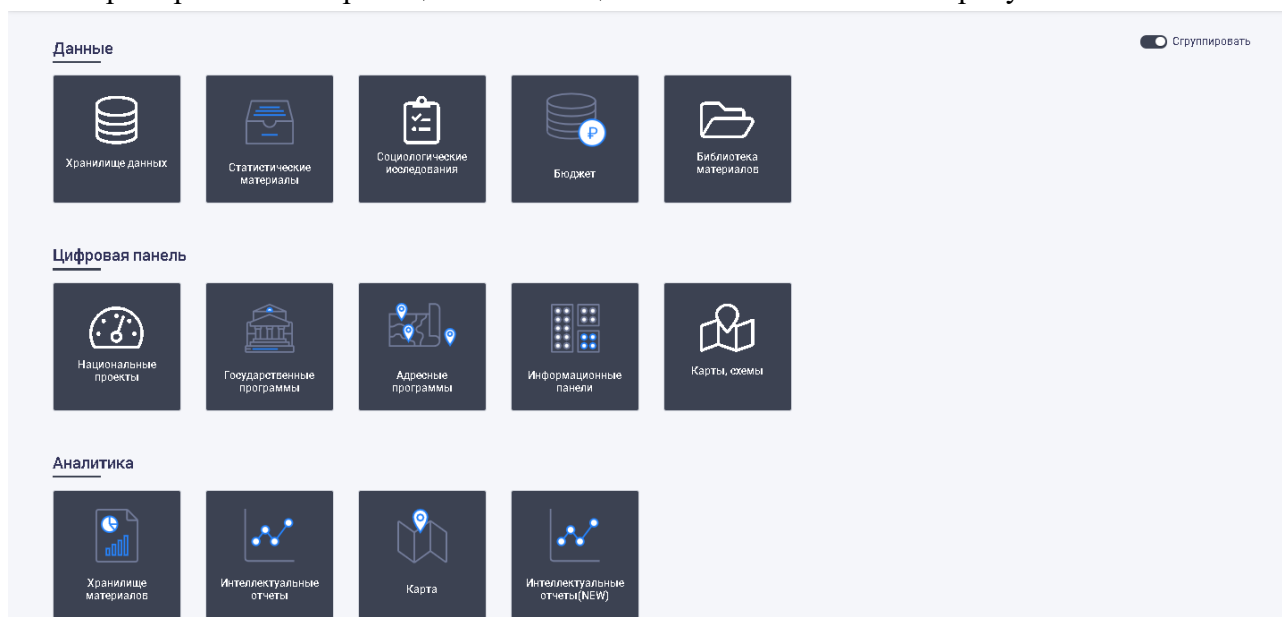 Данные
Сгруппировать
Хранилище данных
Статистические
материалы
Социологические
исследования
₽
Бюджет
Библиотека
материалов
Цифровая панель
Национальные
проекты
Государственные
программы
Адресные
программы
Информационные
панели
Карты, схемы
Аналитика
Хранилище
материалов
Интеллектуальные
отчеты
Карта
Интеллектуальные
отчеты(NEW)